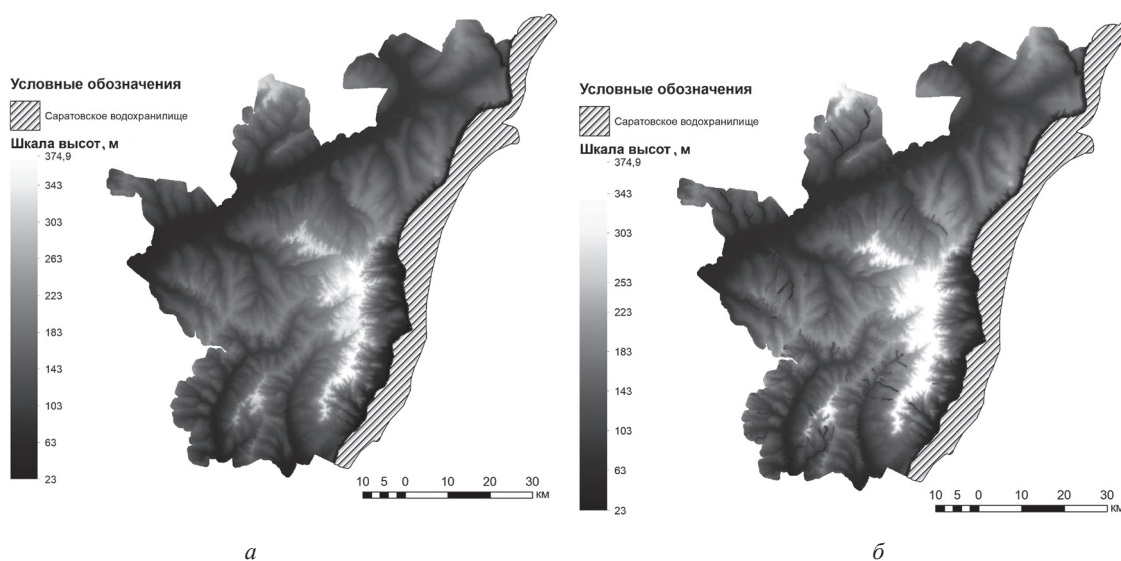 Условные обозначения
Саратовское водохранилище
Шкала высот, м
374,9
343
303
263
223
183
143
103
63
23
10 5 0 10 20 30
км
а
Условные обозначения
Саратовское водохранилище
Шкала высот, м
374,9
343
303
253
223
183
143
103
63
23
10 5 0 10 20 30
км
б